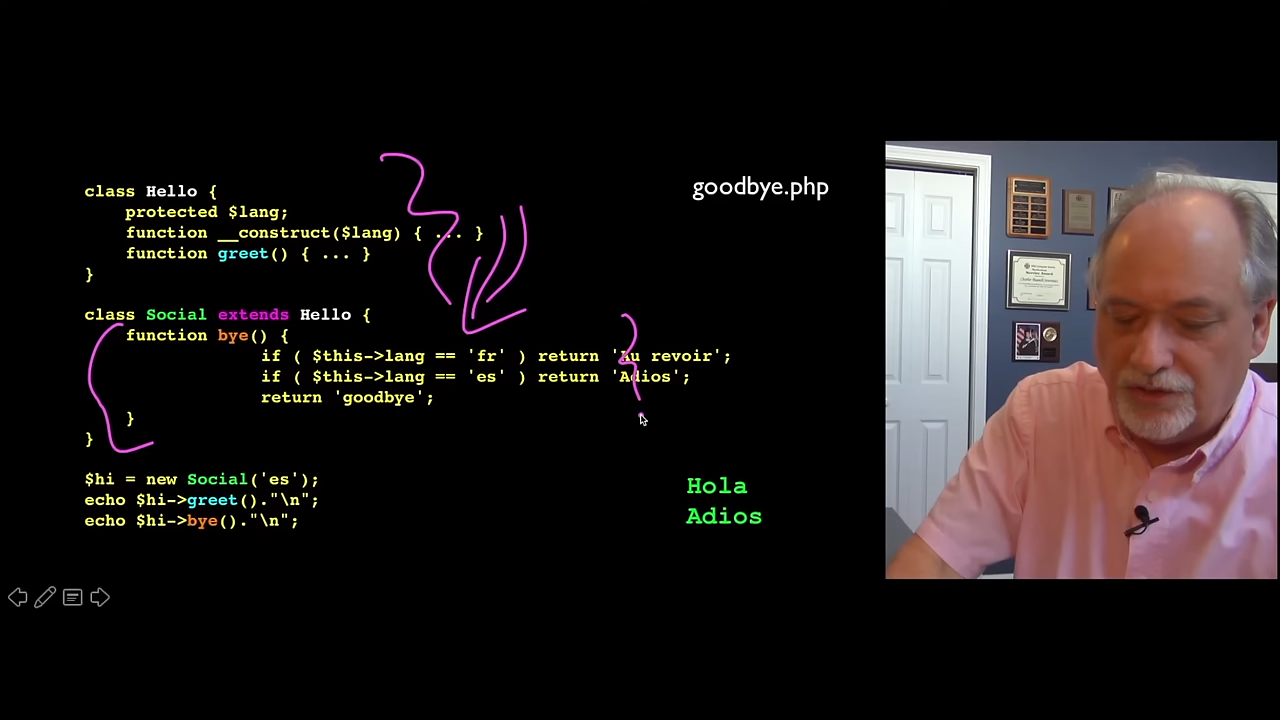 goodbye.php
class Hello {
    protected $lang;
    function __construct($lang) { ... }
    function greet() { ... }
}
class Social extends Hello {
    function bye() {
        if ( $this->lang == 'fr' ) return 'Au revoir';
        if ( $this->lang == 'es' ) return 'Adios';
        return 'goodbye';
    }
}
$hi = new Social('es');
echo $hi->greet()."\n";
echo $hi->bye()."\n";
Hola
Adios